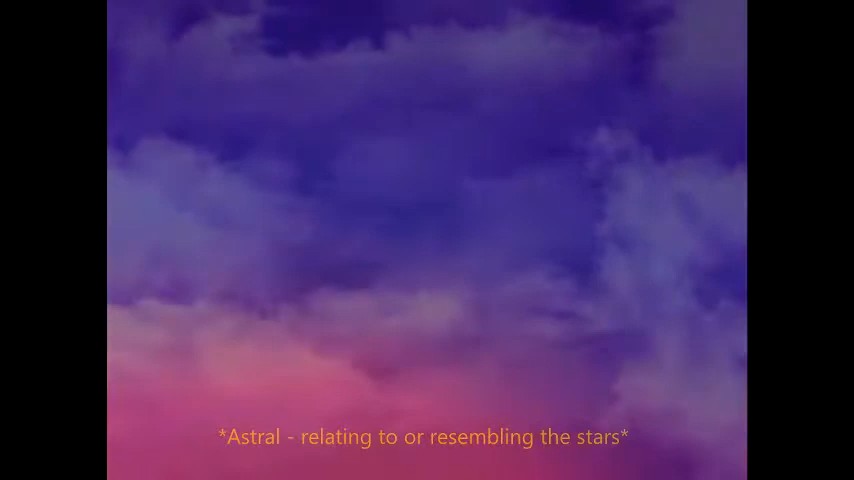 *Astral - relating to or resembling the stars*